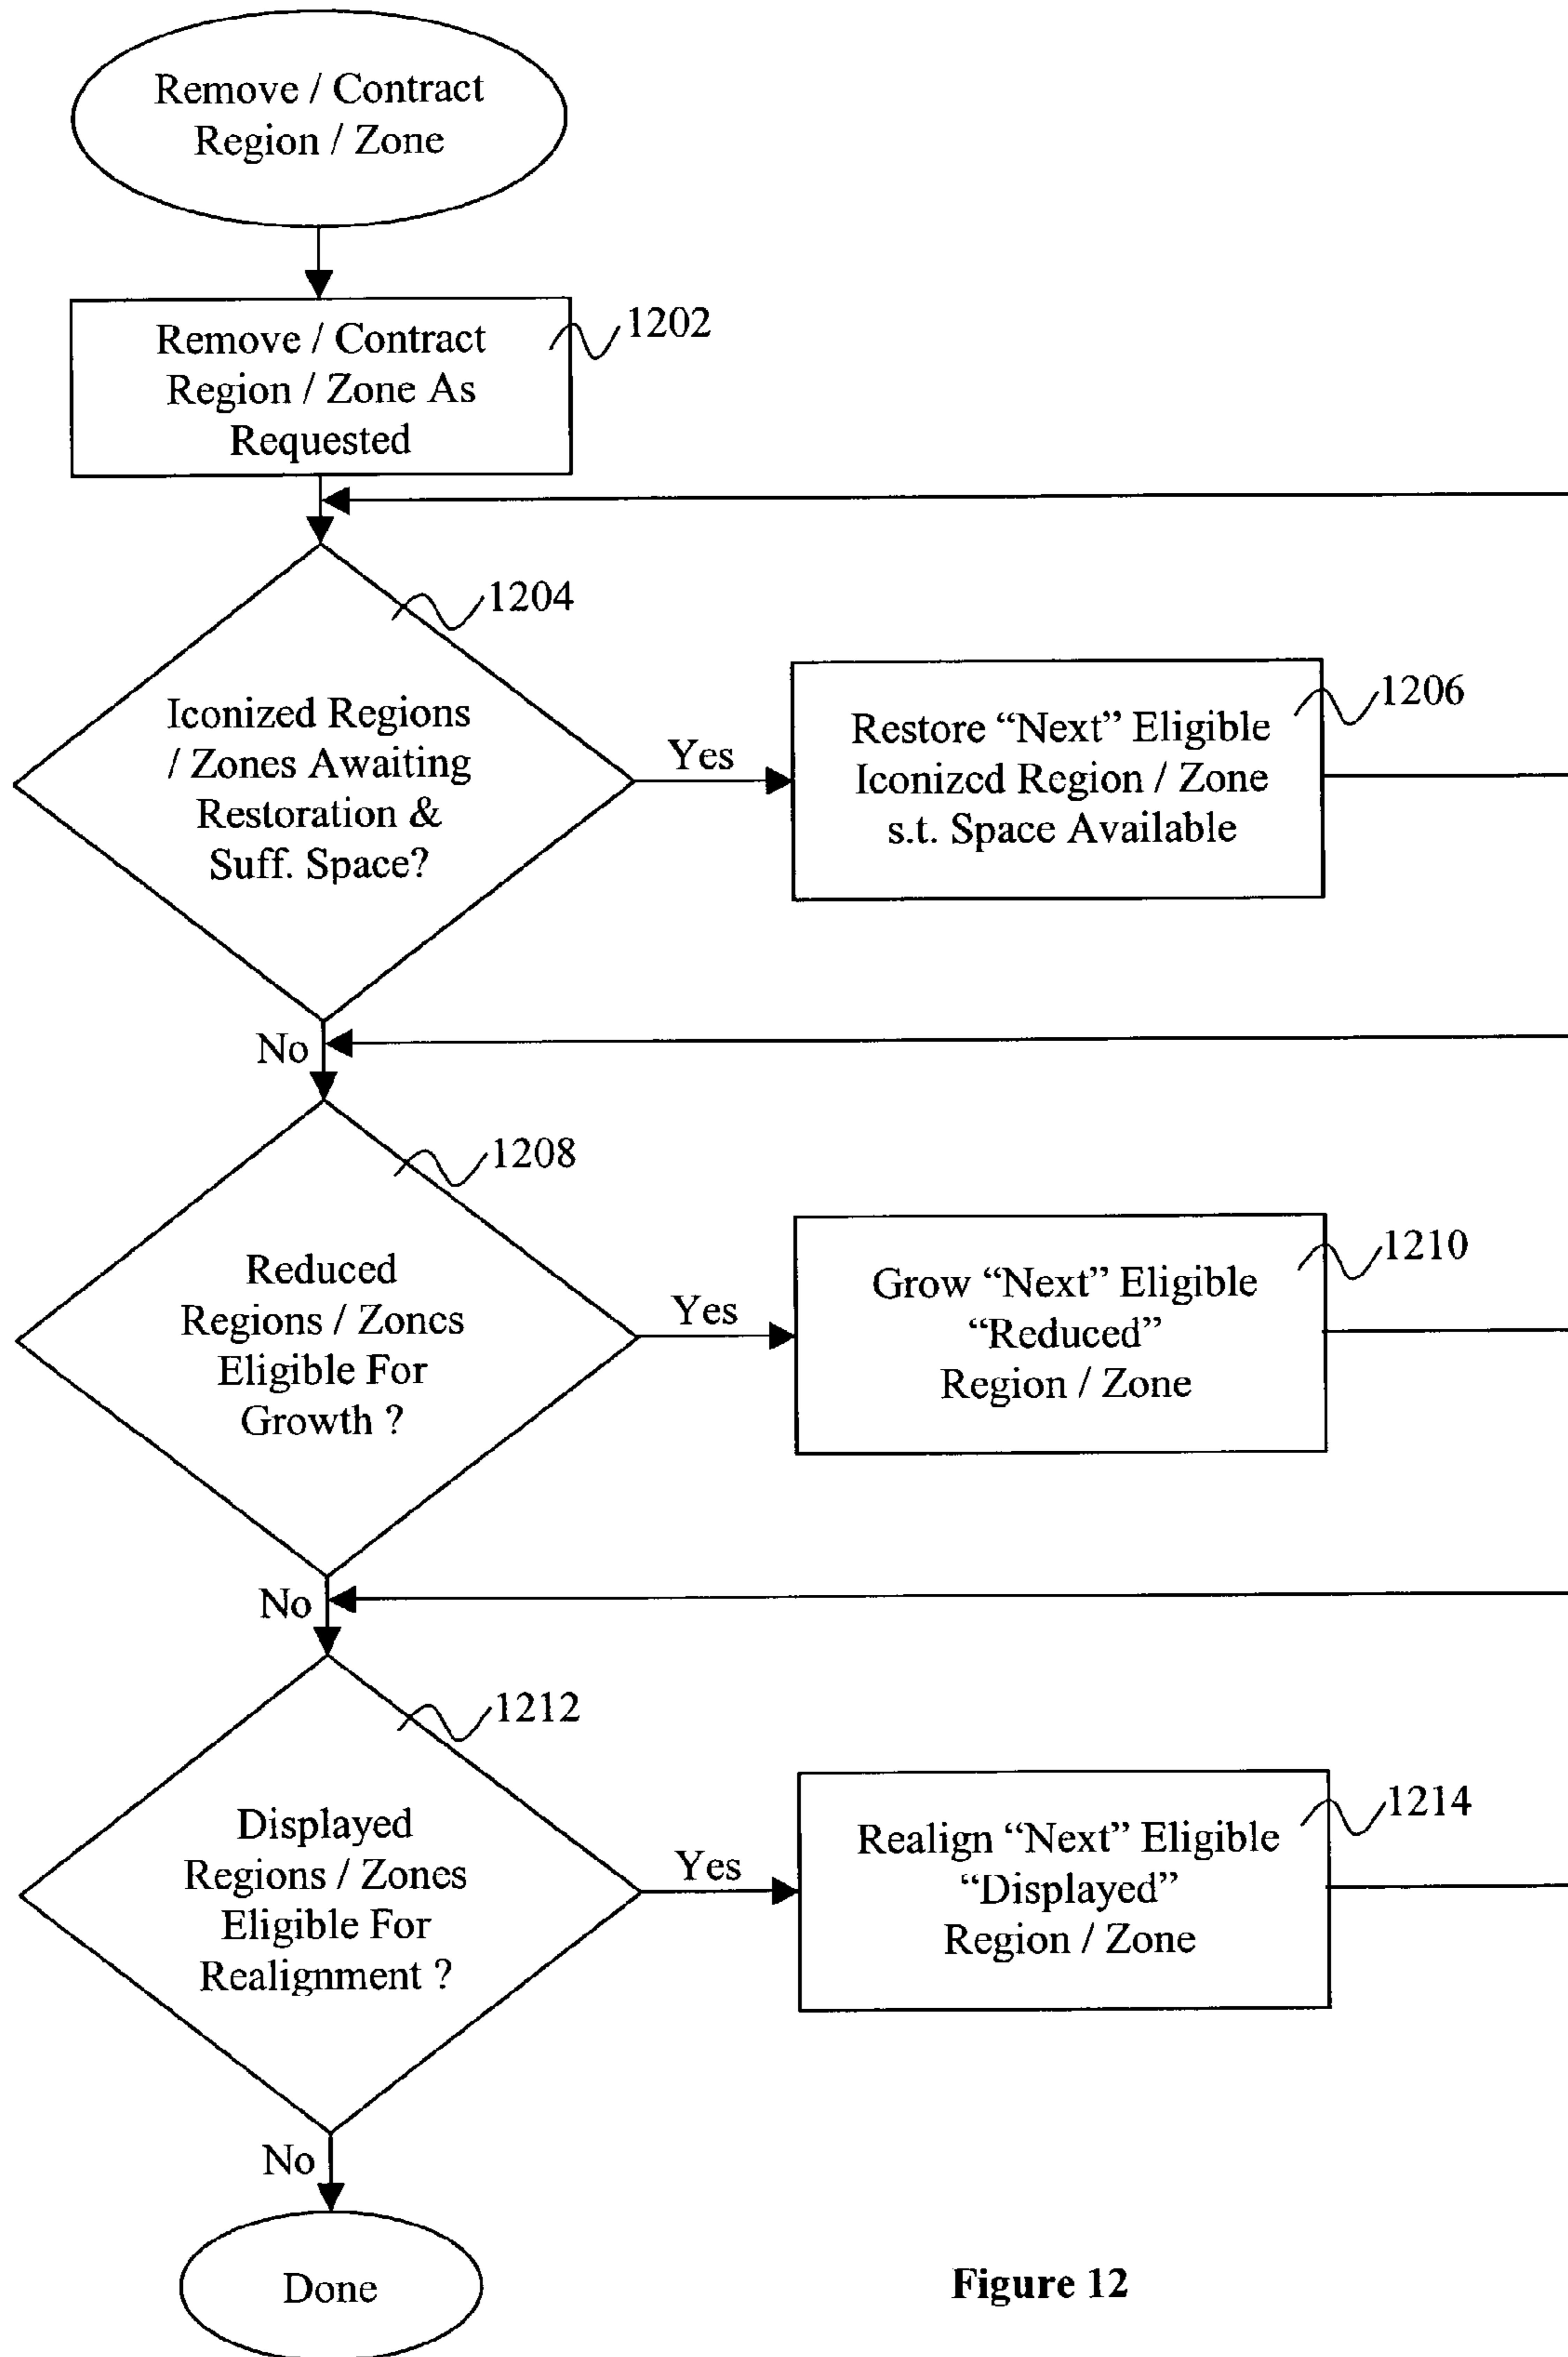 Remove / Contract
Region / Zone
Remove / Contract
Region / Zone As
Requested
1202
1204
Iconized Regions
/ Zones Awaiting
Restoration &
Suff. Space?
Yes
Restore “Next” Eligible
Iconized Region / Zone
s.t. Space Available
1206
No
1208
Reduced
Regions / Zones
Eligible For
Growth ?
Yes
Grow “Next” Eligible
“Reduced”
Region / Zone
1210
No
1212
Displayed
Regions / Zones
Eligible For
Realignment ?
Yes
Realign “Next” Eligible
“Displayed”
Region / Zone
1214
No
Done
Figure 12